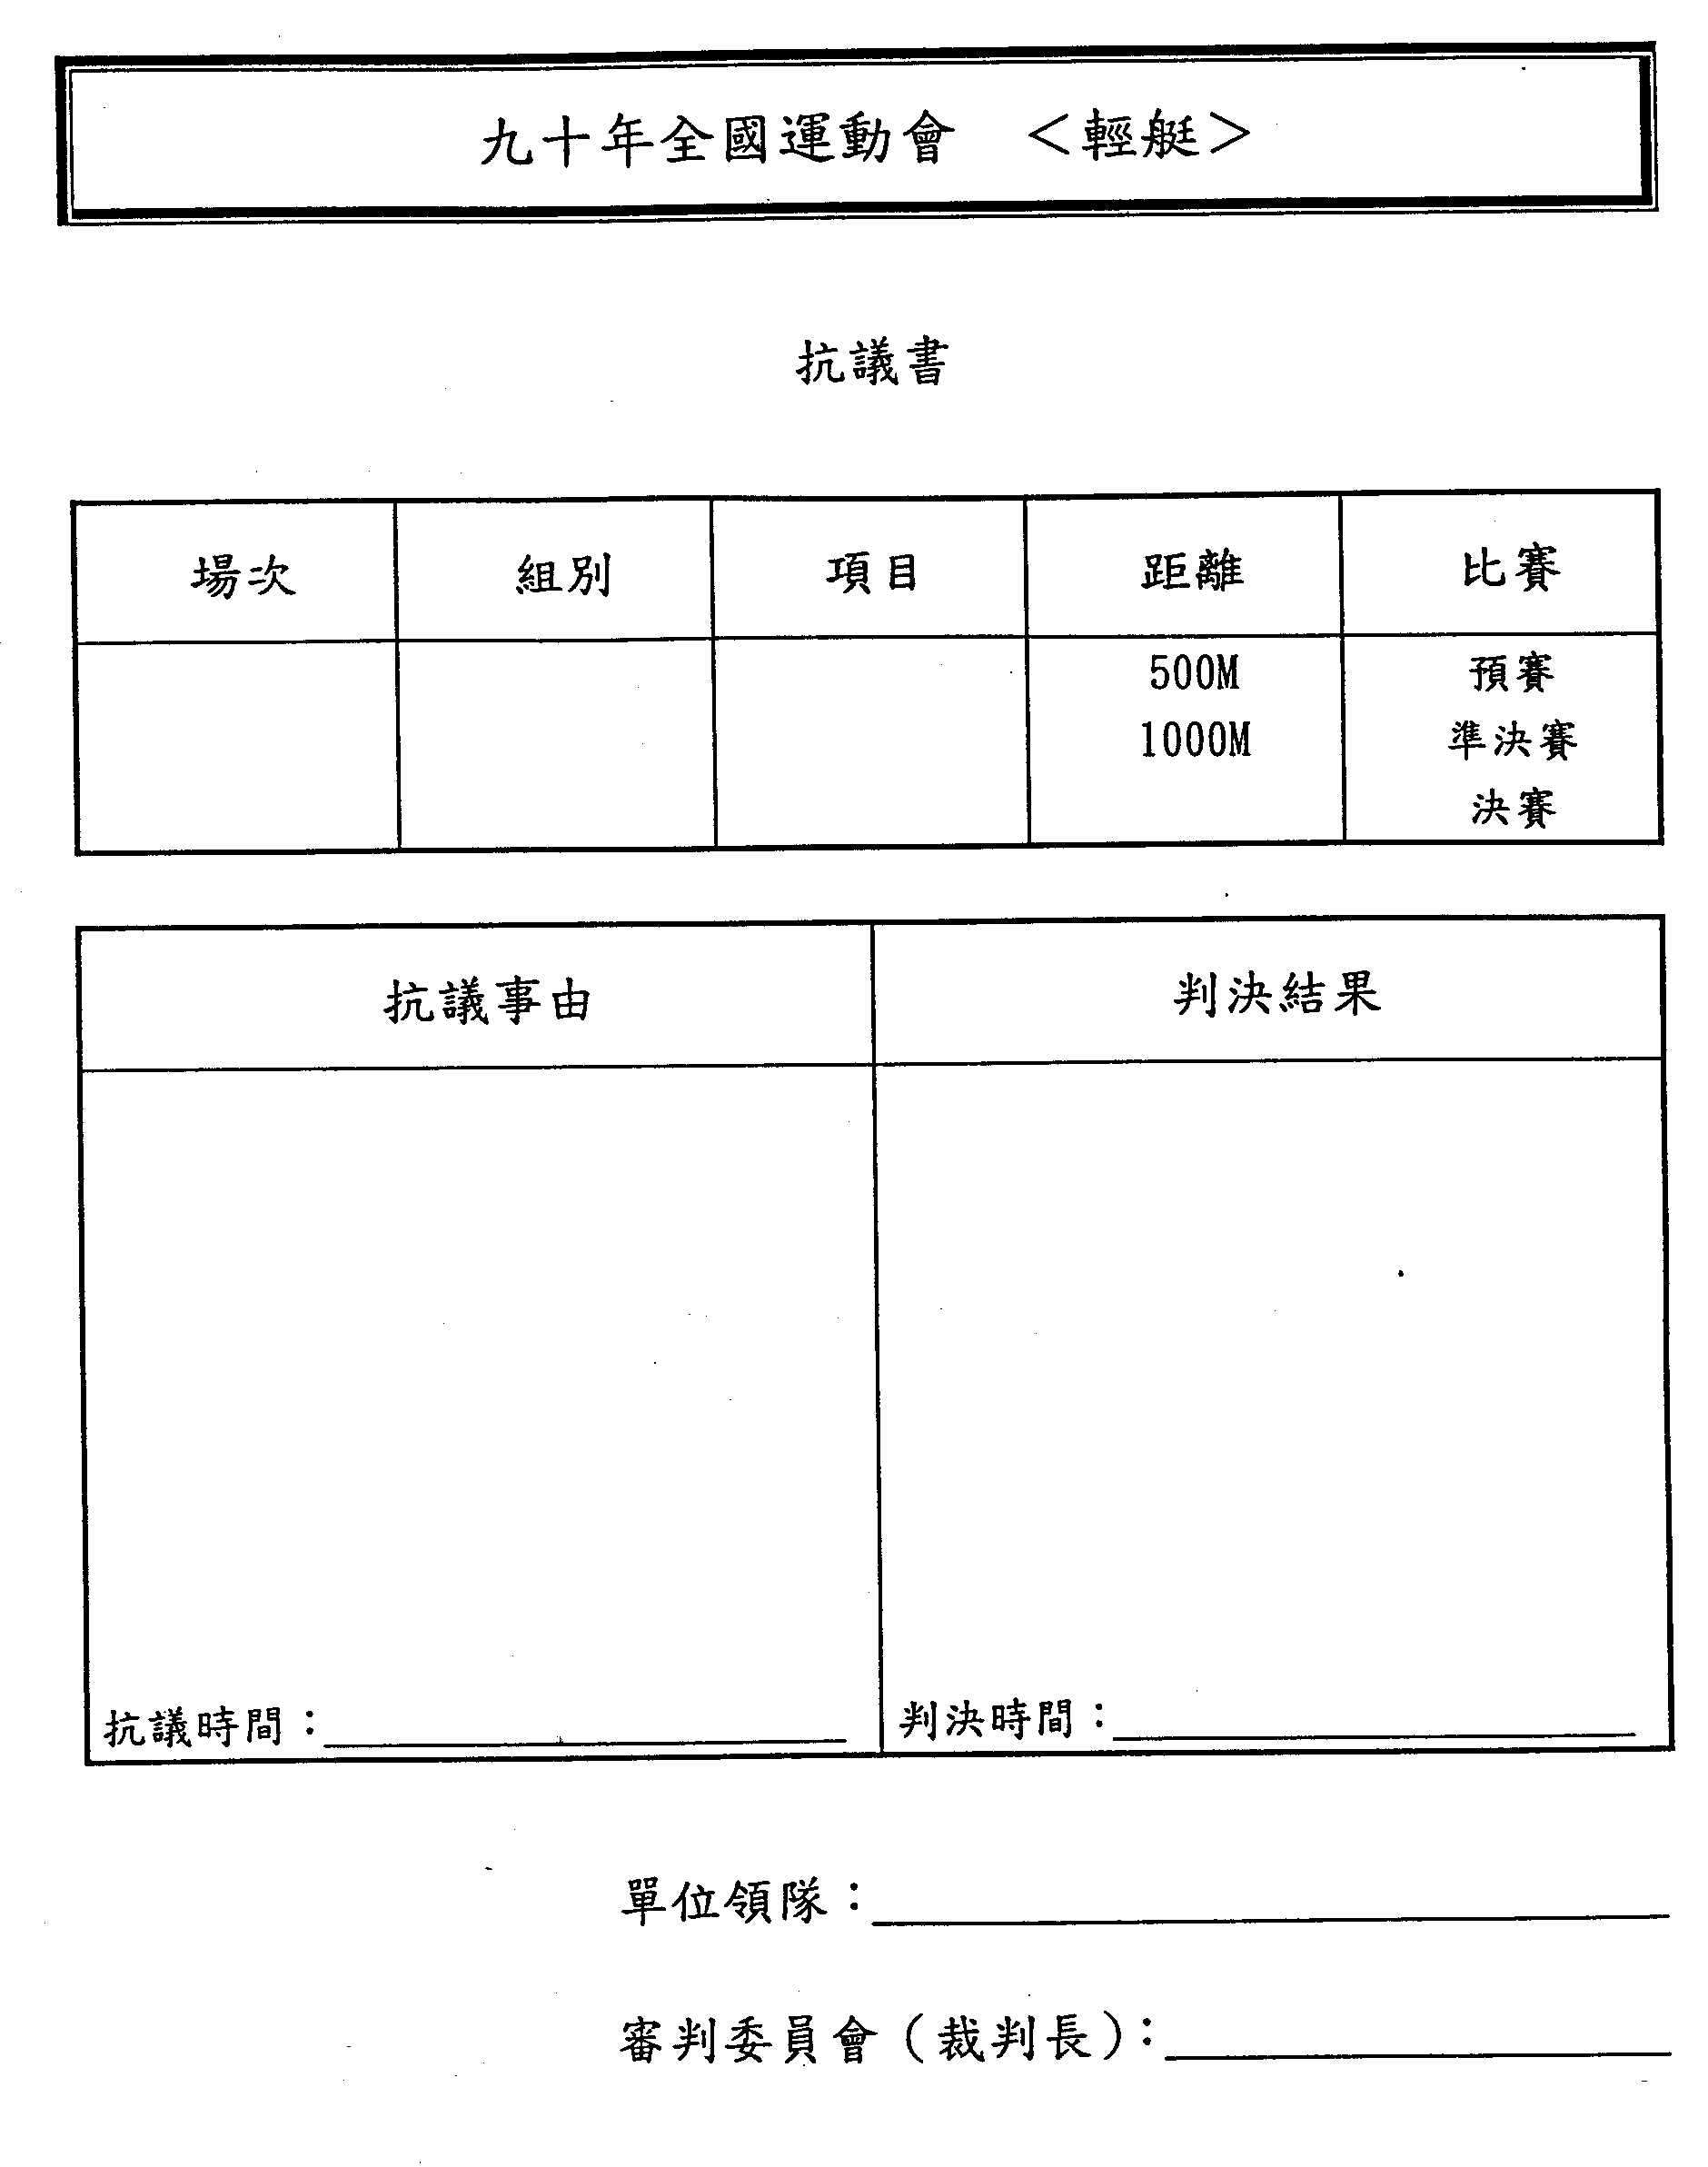 九十年全國運動會　＜輕艇＞
抗議書
場次 組別 項目 距離 比賽
500M 預賽
1000M 準決賽
決賽
抗議事由 判決結果
抗議時間： 判決時間：
單位領隊：
審判委員會（裁判長）：